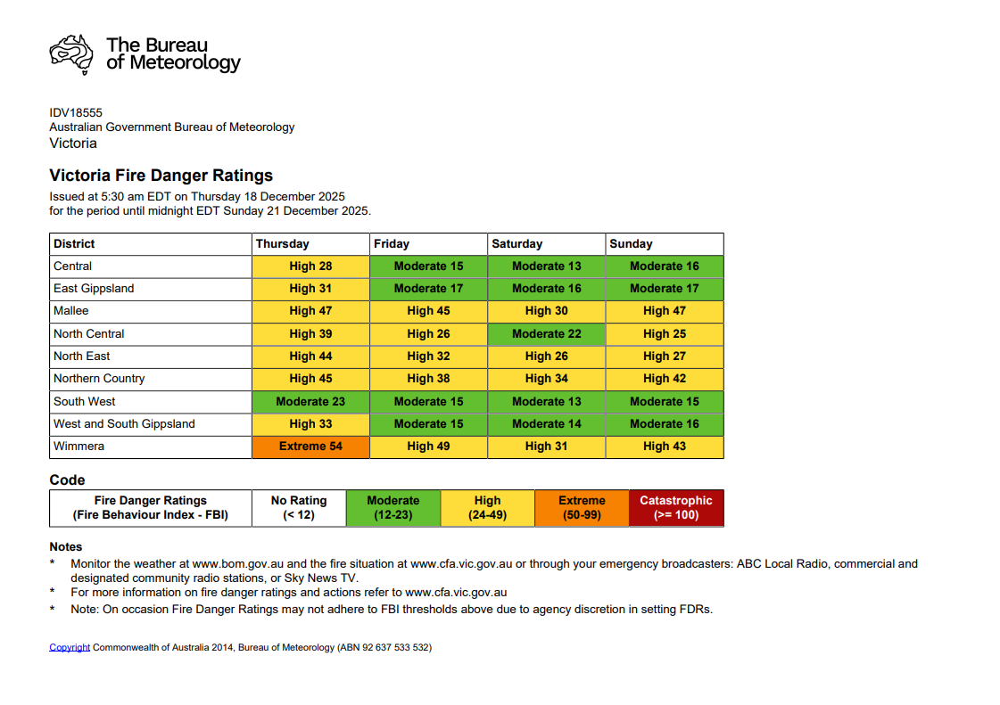 The Bureau
of Meteorology
IDV18555
Australian Government Bureau of Meteorology
Victoria
Victoria Fire Danger Ratings
Issued at 5:30 am EDT on Thursday 18 December 2025
for the period until midnight EDT Sunday 21 December 2025.
District Thursday Friday Saturday Sunday
Central High 28 Moderate 15 Moderate 13 Moderate 16
East Gippsland High 31 Moderate 17 Moderate 16 Moderate 17
Mallee High 47 High 45 High 30 High 47
North Central High 39 High 26 Moderate 22 High 25
North East High 44 High 32 High 26 High 27
Northern Country High 45 High 38 High 34 High 42
South West Moderate 23 Moderate 15 Moderate 13 Moderate 15
West and South Gippsland High 33 Moderate 15 Moderate 14 Moderate 16
Wimmera Extreme 54 High 49 High 31 High 43
Code
Fire Danger Ratings No Rating Moderate High Extreme Catastrophic
(Fire Behaviour Index - FBI) (< 12) (12-23) (24-49) (50-99) (>= 100)
Notes
* Monitor the weather at www.bom.gov.au and the fire situation at www.cfa.vic.gov.au or through your emergency broadcasters: ABC Local Radio, commercial and
designated community radio stations, or Sky News TV.
* For more information on fire danger ratings and actions refer to www.cfa.vic.gov.au
* Note: On occasion Fire Danger Ratings may not adhere to FBI thresholds above due to agency discretion in setting FDRs.
Copyright Commonwealth of Australia 2014, Bureau of Meteorology (ABN 92 637 533 532)